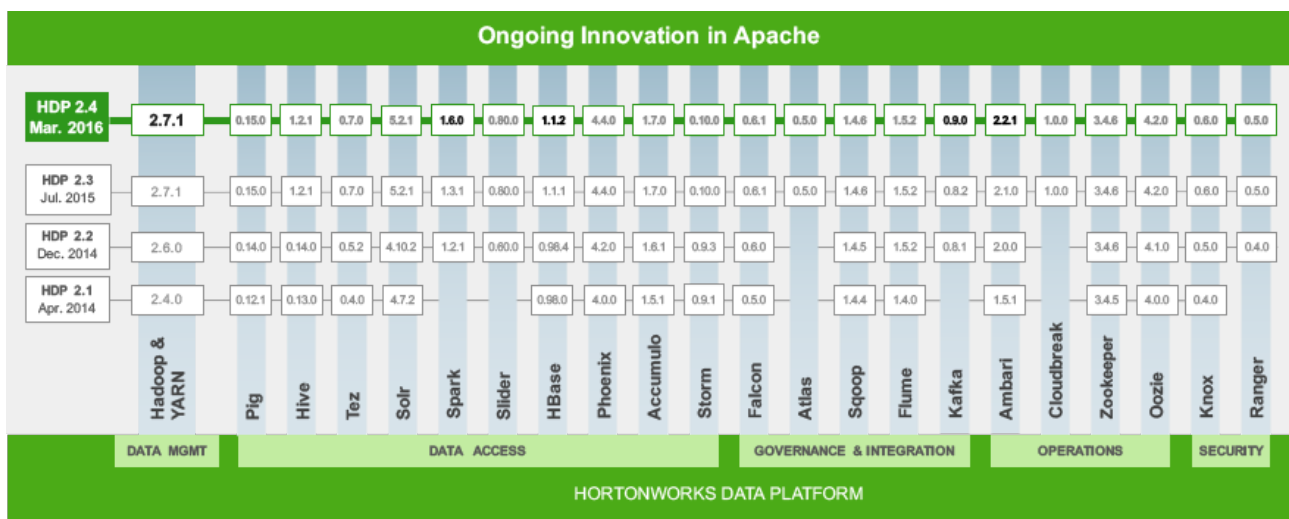 Ongoing Innovation in Apache
HDP 2.4
Mar. 2016
2.7.1 0.15.0 1.2.1 0.7.0 5.2.1 1.6.0 0.80.0 1.1.2 4.4.0 1.7.0 0.10.0 0.6.1 0.5.0 1.4.6 1.5.2 0.9.0 2.2.1 1.0.0 3.4.6 4.2.0 0.6.0 0.5.0
HDP 2.3
Jul. 2015
2.7.1 0.15.0 1.2.1 0.7.0 5.2.1 1.3.1 0.80.0 1.1.1 4.4.0 1.7.0 0.10.0 0.6.1 0.5.0 1.4.6 1.5.2 0.8.2 2.1.0 1.0.0 3.4.6 4.2.0 0.6.0 0.5.0
HDP 2.2
Dec. 2014
2.6.0 0.14.0 0.14.0 0.5.2 4.10.2 1.2.1 0.60.0 0.98.4 4.2.0 1.6.1 0.9.3 0.6.0 1.4.5 1.5.2 0.8.1 2.0.0 3.4.6 4.1.0 0.5.0 0.4.0
HDP 2.1
Apr. 2014
2.4.0 0.12.1 0.13.0 0.4.0 4.7.2 0.98.0 4.0.0 1.5.1 0.9.1 0.5.0 1.4.4 1.4.0 1.5.1 3.4.5 4.0.0 0.4.0
Hadoop &
YARN
Pig
Hive
Tez
Solr
Spark
Slider
HBase
Phoenix
Accumulo
Storm
Falcon
Atlas
Sqoop
Flume
Kafka
Ambari
Cloudbreak
Zookeeper
Oozie
Knox
Ranger
DATA MGMT DATA ACCESS GOVERNANCE & INTEGRATION OPERATIONS SECURITY
HORTONWORKS DATA PLATFORM